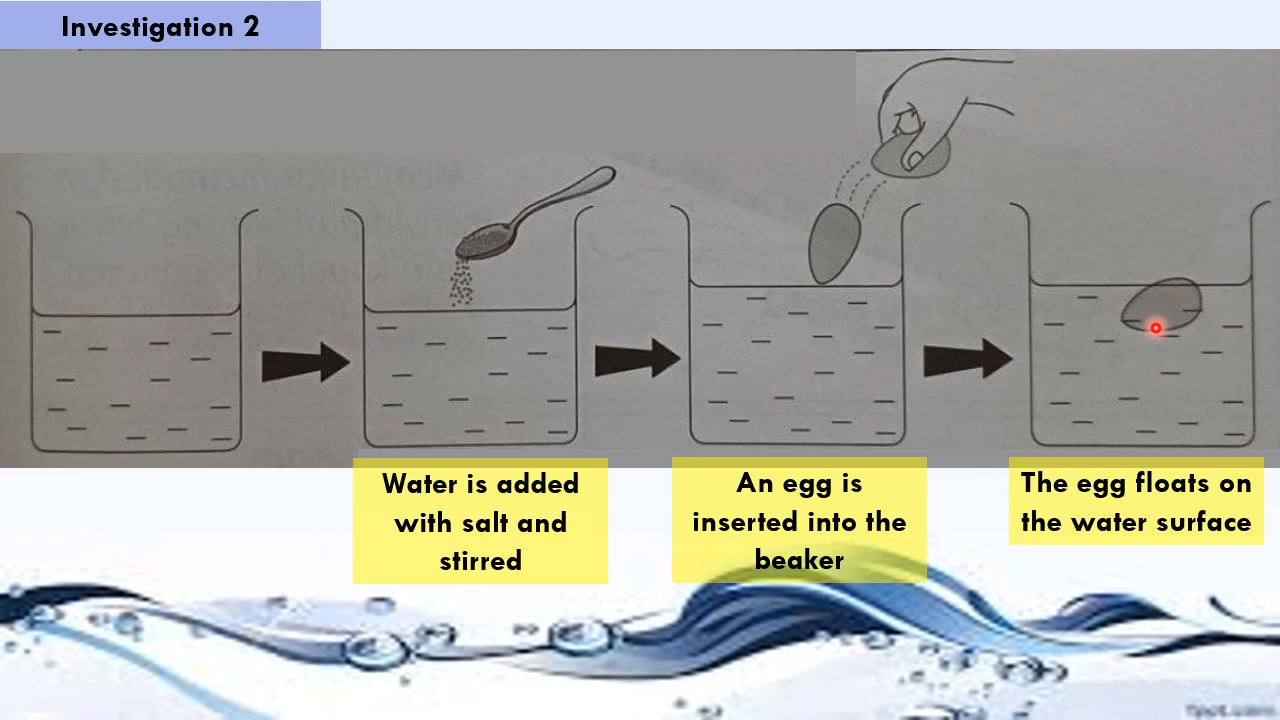 Investigation 2
Water is added
with salt and
stirred
An egg is
inserted into the
beaker
The egg floats on
the water surface